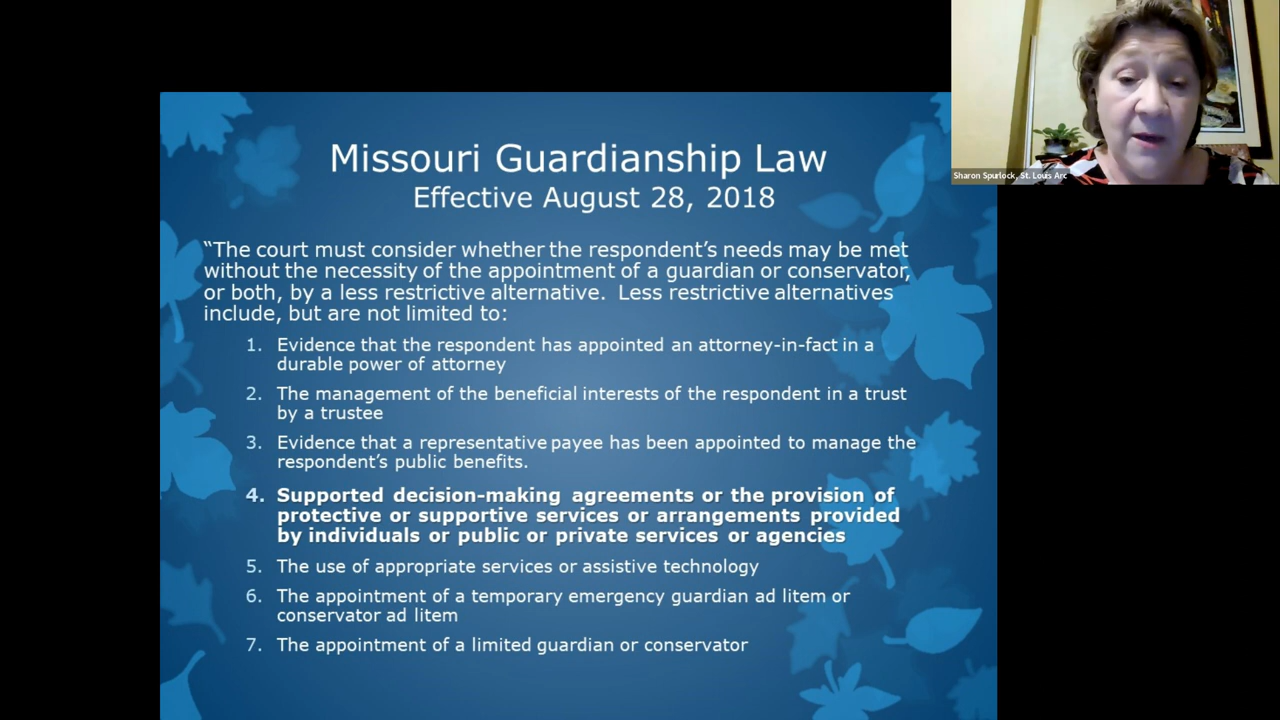 Missouri Guardianship Law
Effective August 28, 2018
“The court must consider whether the respondent’s needs may be met
without the necessity of the appointment of a guardian or conservator,
or both, by a less restrictive alternative. Less restrictive alternatives
include, but are not limited to:
1. Evidence that the respondent has appointed an attorney-in-fact in a
durable power of attorney
2. The management of the beneficial interests of the respondent in a trust
by a trustee
3. Evidence that a representative payee has been appointed to manage the
respondent’s public benefits.
4. Supported decision-making agreements or the provision of
protective or supportive services or arrangements provided
by individuals or public or private services or agencies
5. The use of appropriate services or assistive technology
6. The appointment of a temporary emergency guardian ad litem or
conservator ad litem
7. The appointment of a limited guardian or conservator
Sharon Spurlock, St. Louis Arc